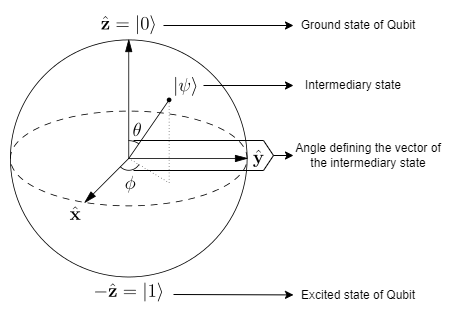 ẑ = |0⟩
Ground state of Qubit
|ψ⟩
Intermediary state
θ
Angle defining the vector of
the intermediary state
ŷ
ϕ
x̂
−ẑ = |1⟩
Excited state of Qubit